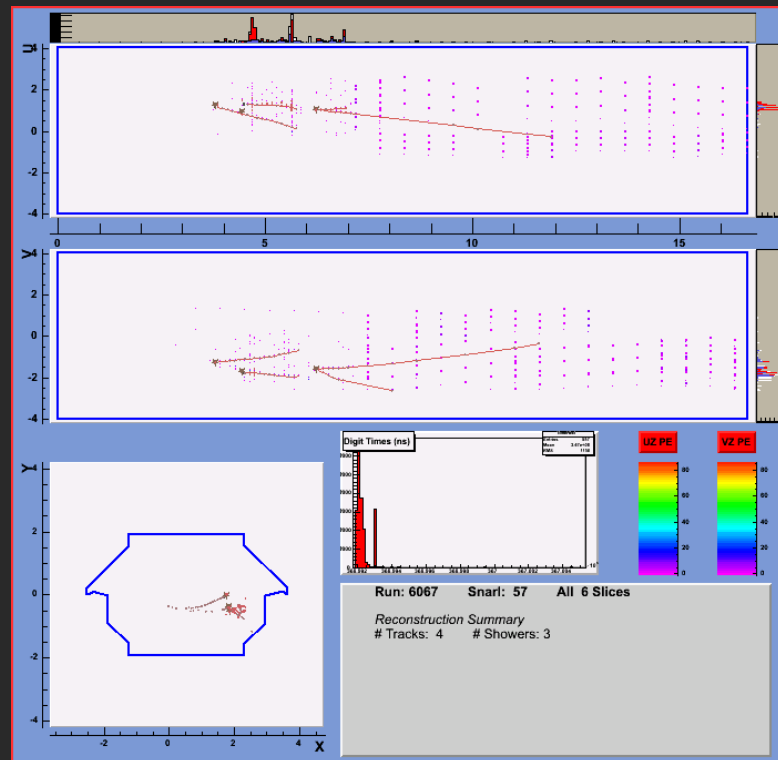 4
2
0
-2
-4
U
0 5 10 15
4
2
0
-2
-4
V
Digit Times (ns)
UZ PE VZ PE
80 80
60 60
40 40
20 20
0 0
4
2
0
-2
-4
Y
-2 0 2 4
X
Run: 6067 Snarl: 57 All 6 Slices
Reconstruction Summary
# Tracks: 4 # Showers: 3